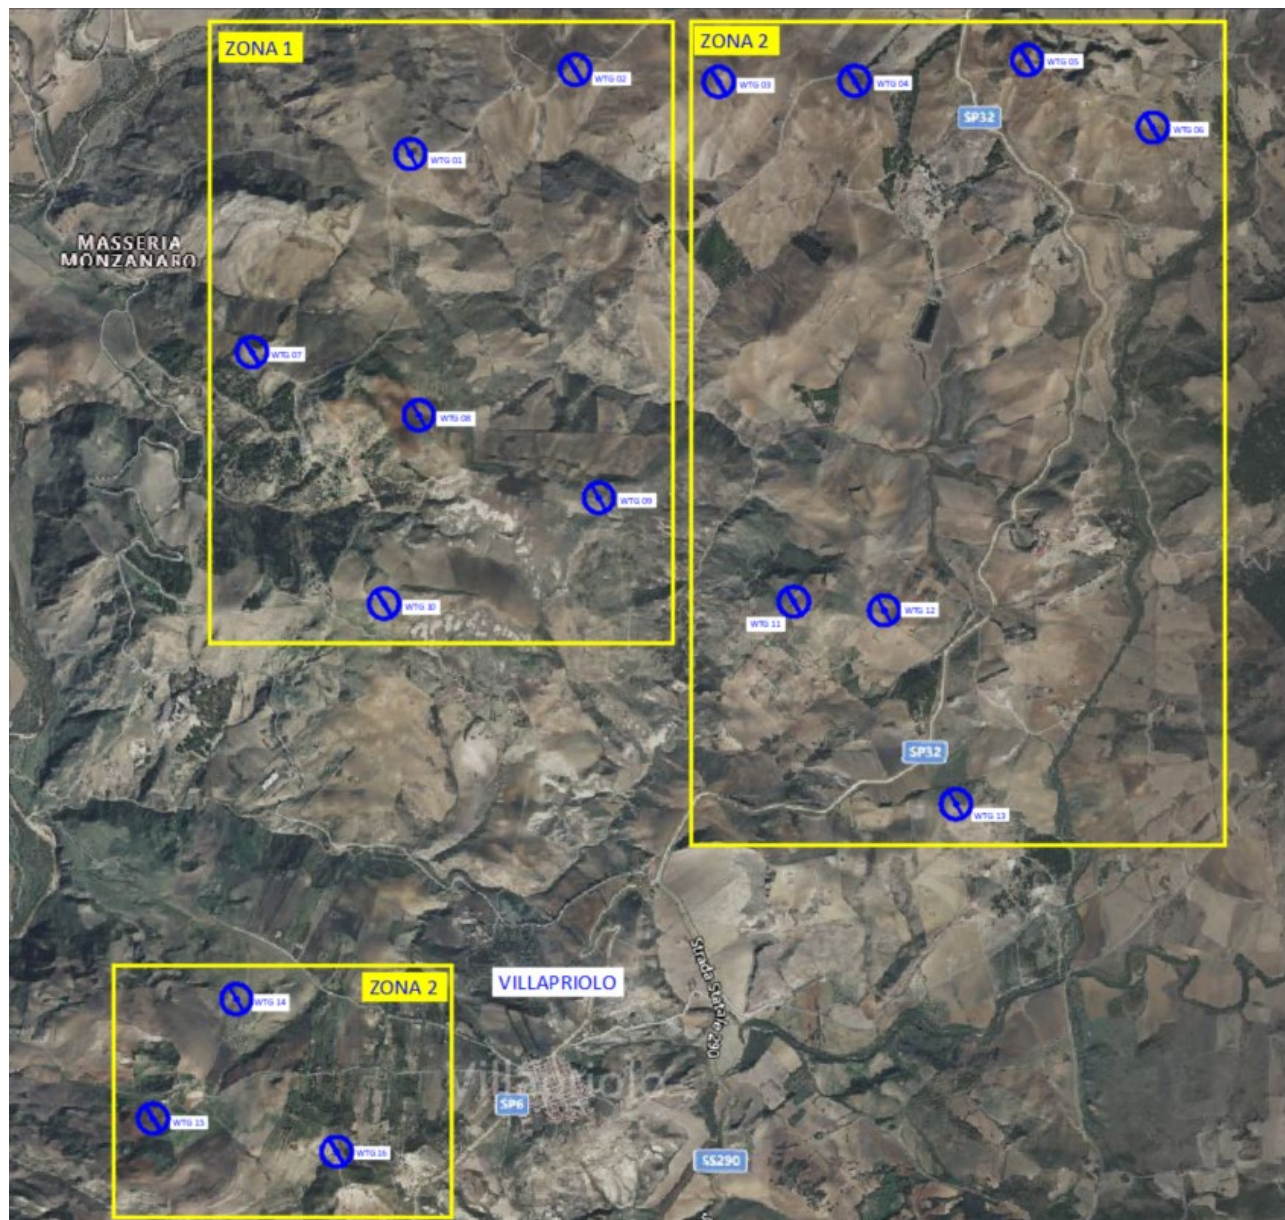 ZONA 1
ZONA 2
WTG 02
WTG 03
WTG 04
WTG 05
SP32
WTG 06
WTG 01
MASSERIA
MONZANARO
WTG 07
WTG 08
WTG 09
WTG 10
WTG 11
WTG 12
SP32
WTG 13
Strada Statale 290
ZONA 2
VILLAPRIOLO
WTG 14
Villapriolo
SP6
WTG 15
WTG 16
SS290